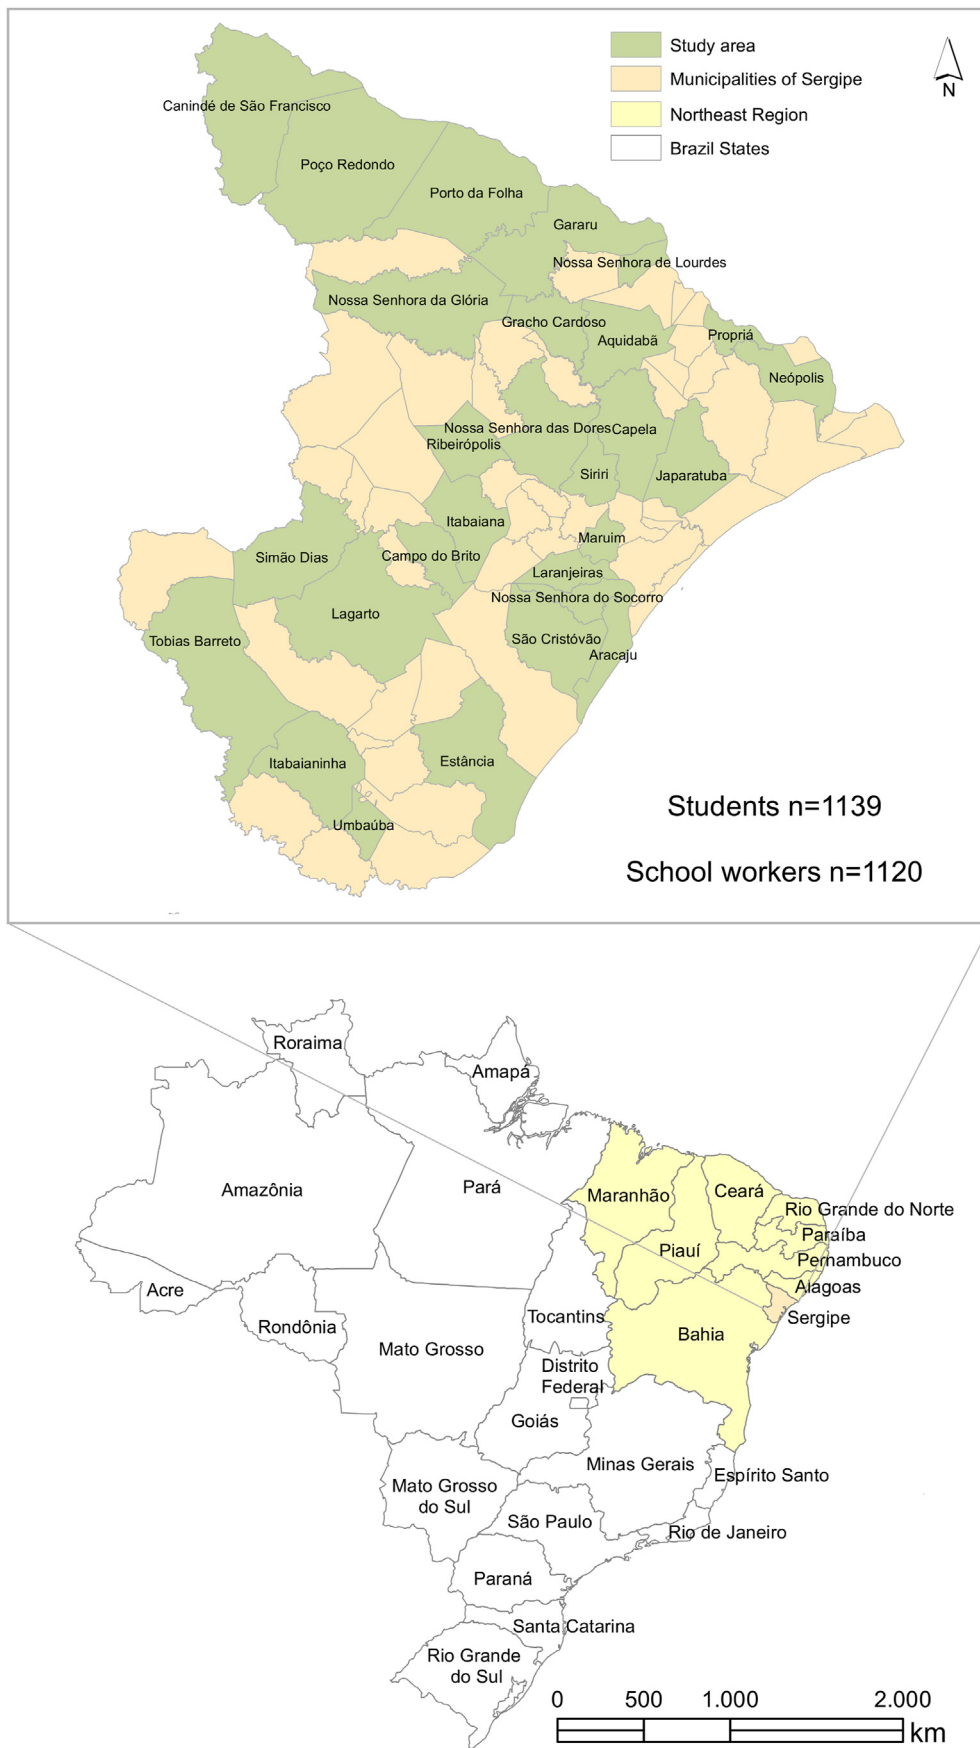 Study area
Municipalities of Sergipe
Northeast Region
Brazil States
N
Canindé de São Francisco
Poço Redondo
Porto da Folha
Gararu
Nossa Senhora de Lourdes
Nossa Senhora da Glória
Gracho Cardoso
Aquidabã
Propriá
Neópolis
Nossa Senhora das Dores
Capela
Ribeirópolis
Siriri
Japaratuba
Itabaiana
Maruim
Simão Dias
Campo do Brito
Laranjeiras
Nossa Senhora do Socorro
Lagarto
Tobias Barreto
São Cristóvão
Aracaju
Itabaianinha
Estância
Umbaúba
Students n=1139
School workers n=1120
Roraima
Amapá
Amazônia
Pará
Maranhão
Ceará
Rio Grande do Norte
Paraíba
Piauí
Pernambuco
Alagoas
Sergipe
Acre
Rondônia
Tocantins
Bahia
Mato Grosso
Distrito
Federal
Goiás
Minas Gerais
Espírito Santo
Mato Grosso
do Sul
São Paulo
Rio de Janeiro
Paraná
Santa Catarina
Rio Grande
do Sul
0 500 1.000 2.000
km